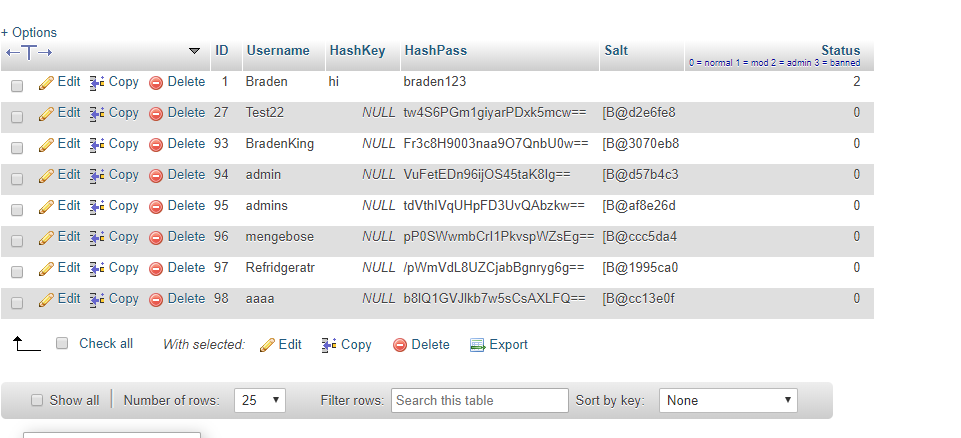 + Options
←T→ ID Username HashKey HashPass Salt Status
0 = normal 1 = mod 2 = admin 3 = banned
Edit Copy Delete 1 Braden hi braden123 2
Edit Copy Delete 27 Test22 NULL tw4S6PGm1giyarPDxk5mcw== [B@d2e6fe8 0
Edit Copy Delete 93 BradenKing NULL Fr3c8H9003naa9O7QnbU0w== [B@3070eb8 0
Edit Copy Delete 94 admin NULL VuFetEDn96ijOS45taK8Ig== [B@d57b4c3 0
Edit Copy Delete 95 admins NULL tdVthIVqUHpFD3UvQAbzkw== [B@af8e26d 0
Edit Copy Delete 96 mengebose NULL pP0SWwmbCrI1PkvspWZsEg== [B@ccc5da4 0
Edit Copy Delete 97 Refridgeratr NULL /pWmVdL8UZCjabBgnryg6g== [B@1995ca0 0
Edit Copy Delete 98 aaaa NULL b8IQ1GVJIkb7w5sCsAXLFQ== [B@cc13e0f 0
Check all With selected: Edit Copy Delete Export
Show all Number of rows: 25 Filter rows: Search this table Sort by key: None